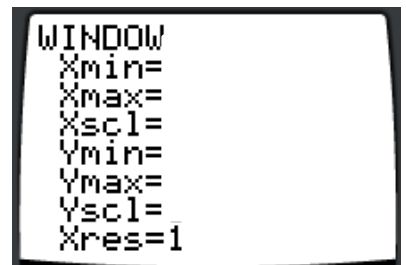 WINDOW
Xmin=
Xmax=
Xscl=
Ymin=
Ymax=
Yscl=
Xres=1